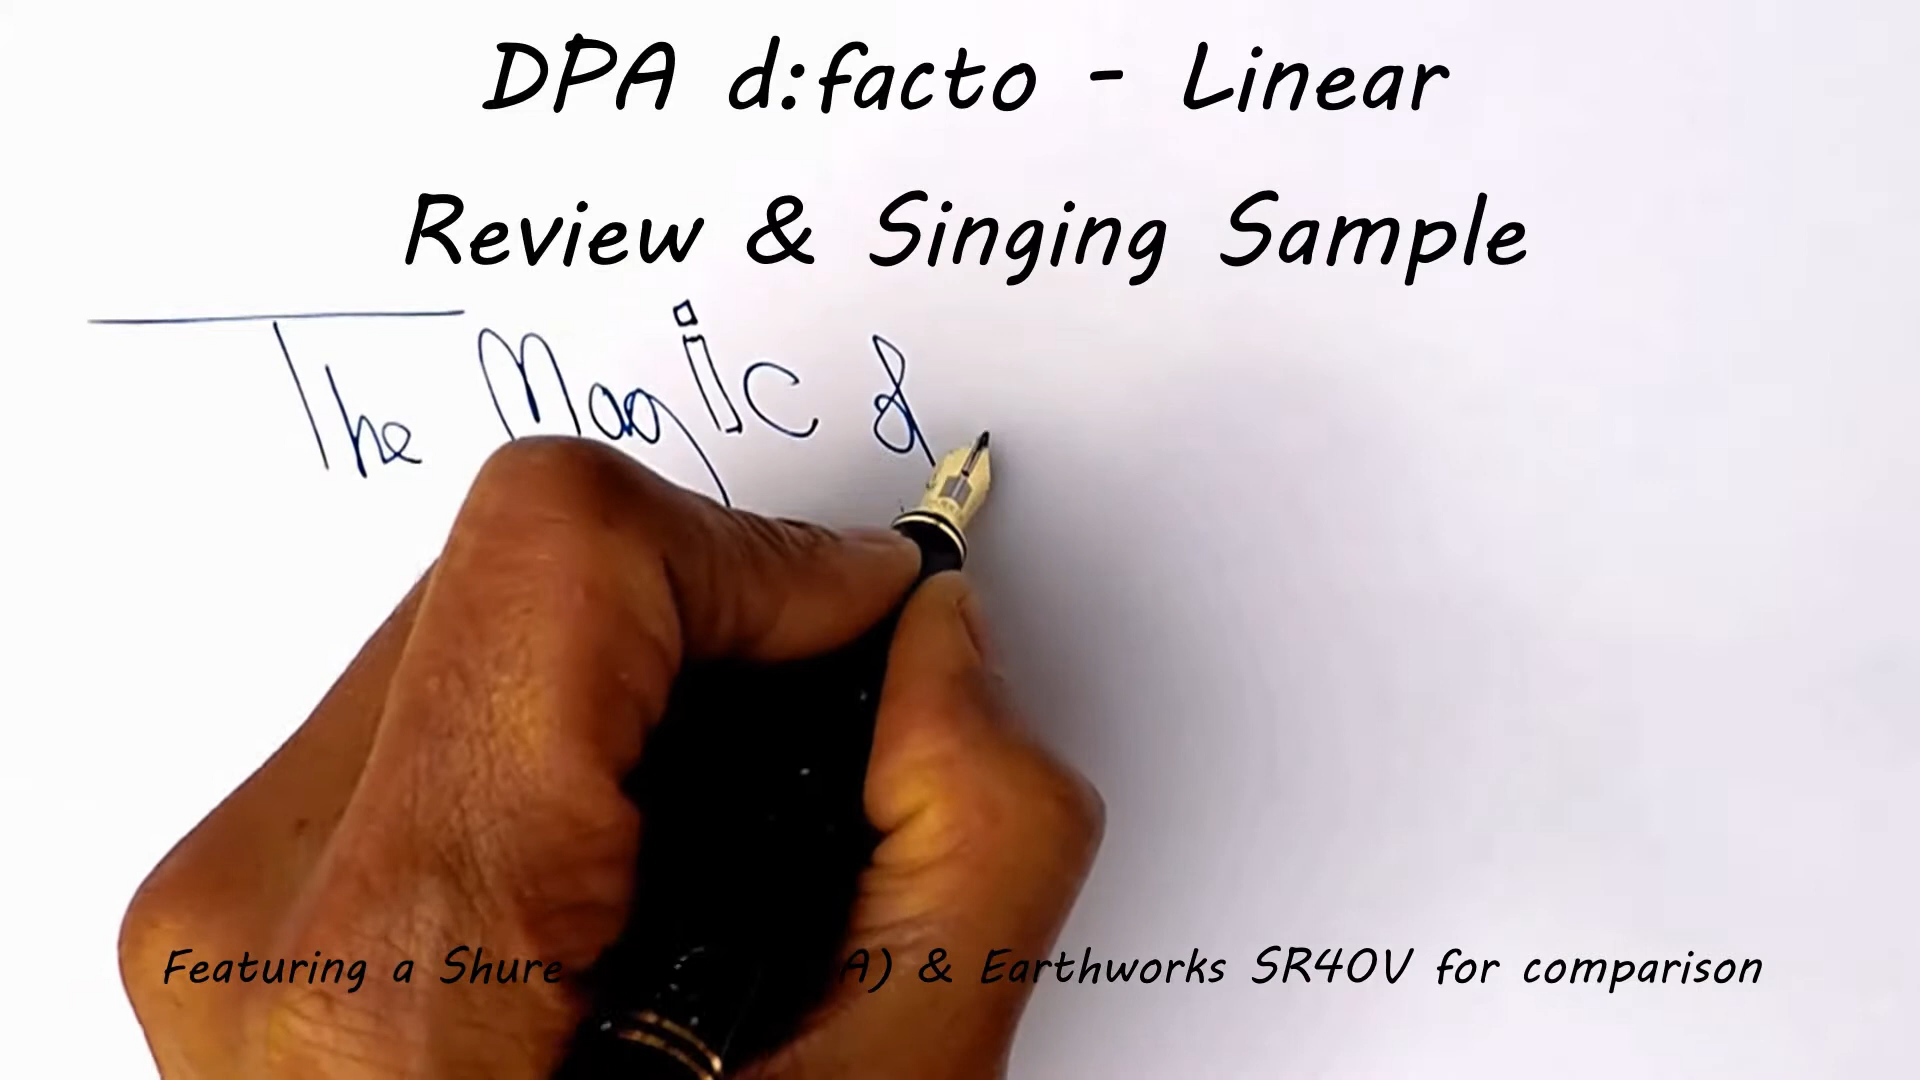 DPA d:facto - Linear
Review & Singing Sample
The Magic of
Featuring a Shure A) & Earthworks SR40V for comparison